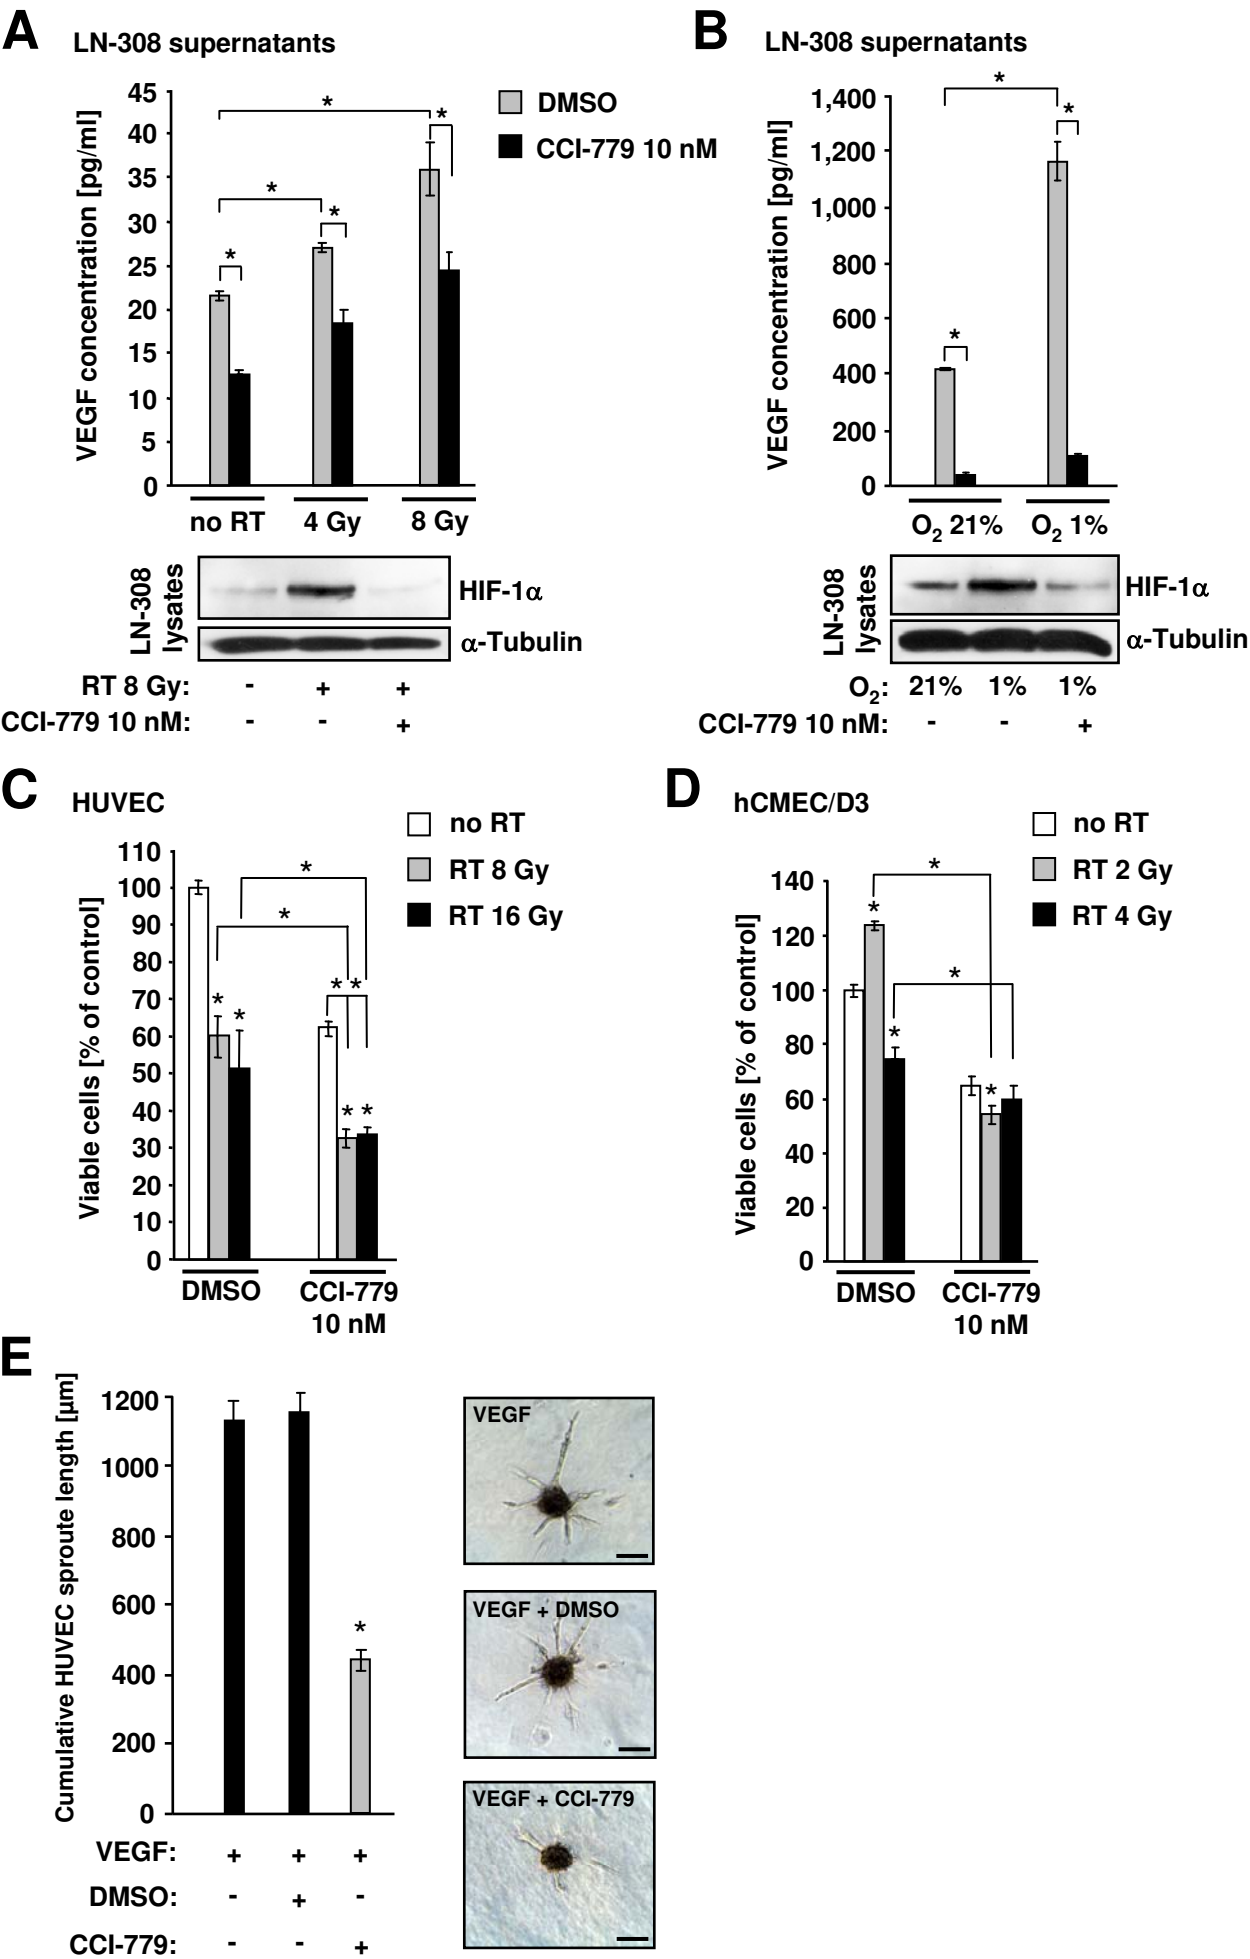 A
LN-308 supernatants
VEGF concentration [pg/ml]
45
40
35
30
25
20
15
10
5
0
*
*
*
*
*
DMSO
CCI-779 10 nM
no RT 4 Gy 8 Gy
LN-308
lysates
HIF-1α
α-Tubulin
RT 8 Gy: - + +
CCI-779 10 nM: - - +
B
LN-308 supernatants
VEGF concentration [pg/ml]
1,400
1,200
1,000
800
600
400
200
0
*
*
*
O2 21% O2 1%
LN-308
lysates
HIF-1α
α-Tubulin
O2: 21% 1% 1%
CCI-779 10 nM: - - +
C
HUVEC
Viable cells [% of control]
110
100
90
80
70
60
50
40
30
20
10
0
*
*
* *
* *
* *
no RT
RT 8 Gy
RT 16 Gy
DMSO CCI-779
10 nM
D
hCMEC/D3
Viable cells [% of control]
140
120
100
80
60
40
20
0
*
*
*
*
*
no RT
RT 2 Gy
RT 4 Gy
DMSO CCI-779
10 nM
E
Cumulative HUVEC sproute length [µm]
1200
1000
800
600
400
200
0
*
VEGF: + + +
DMSO: - + -
CCI-779: - - +
VEGF
VEGF + DMSO
VEGF + CCI-779